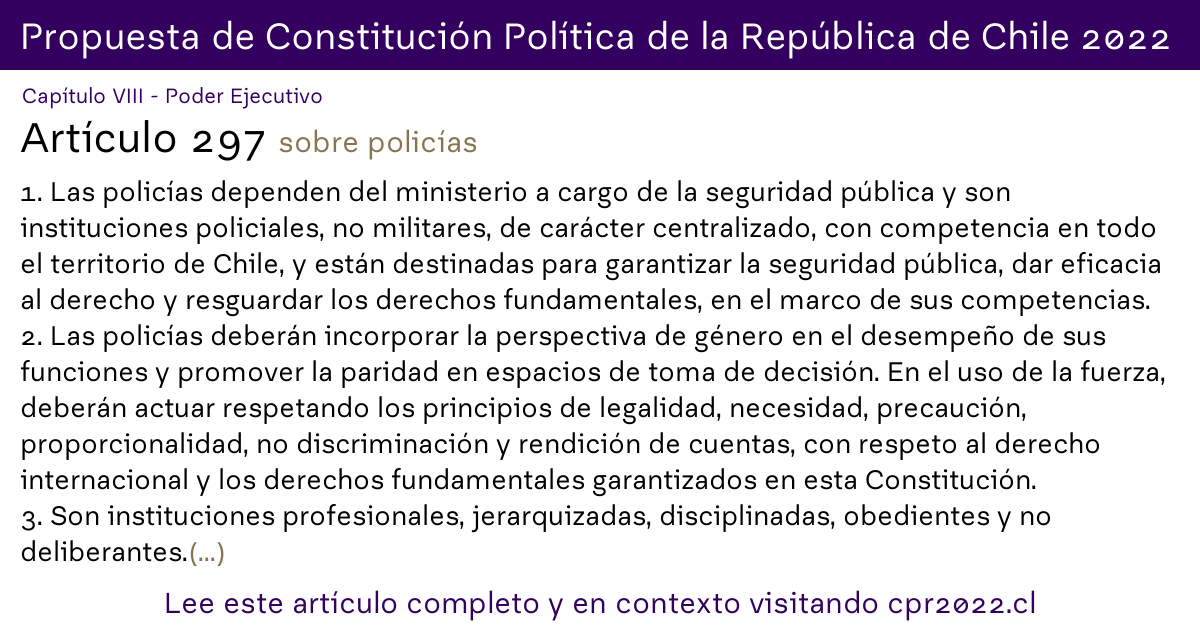 Propuesta de Constitución Política de la República de Chile 2022
Capítulo VIII - Poder Ejecutivo
Artículo 297 sobre policías
1. Las policías dependen del ministerio a cargo de la seguridad pública y son
instituciones policiales, no militares, de carácter centralizado, con competencia en todo
el territorio de Chile, y están destinadas para garantizar la seguridad pública, dar eficacia
al derecho y resguardar los derechos fundamentales, en el marco de sus competencias.
2. Las policías deberán incorporar la perspectiva de género en el desempeño de sus
funciones y promover la paridad en espacios de toma de decisión. En el uso de la fuerza,
deberán actuar respetando los principios de legalidad, necesidad, precaución,
proporcionalidad, no discriminación y rendición de cuentas, con respeto al derecho
internacional y los derechos fundamentales garantizados en esta Constitución.
3. Son instituciones profesionales, jerarquizadas, disciplinadas, obedientes y no
deliberantes.(...)
Lee este artículo completo y en contexto visitando cpr2022.cl